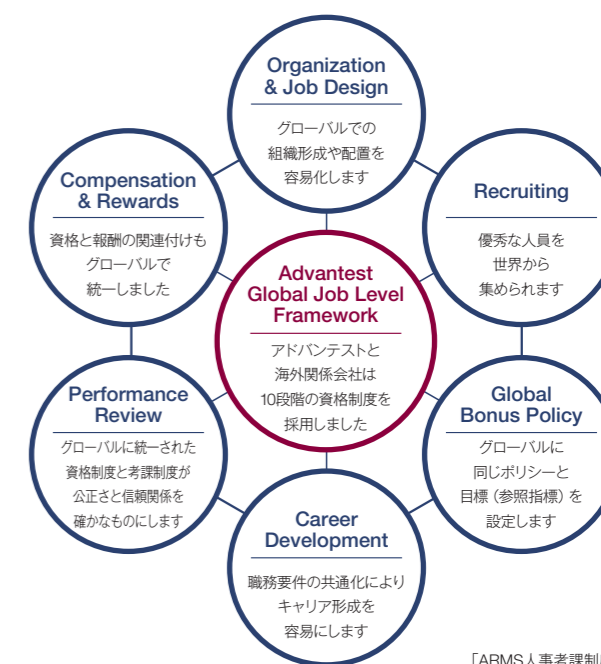 Organization
& Job Design
グローバルでの
組織形成や配置を
容易化します
Compensation
& Rewards
資格と報酬の関連付けも
グローバルで
統一しました
Recruiting
優秀な人員を
世界から
集められます
Advantest
Global Job Level
Framework
アドバンテストと
海外関係会社は
10段階の資格制度を
採用しました
Performance
Review
グローバルに統一された
資格制度と考課制度が
公正さと信頼関係を
確かなものにします
Global
Bonus Policy
グローバルに
同じポリシーと
目標（参照指標）を
設定します
Career
Development
職務要件の共通化により
キャリア形成を
容易にします
「ARMS人事考課制